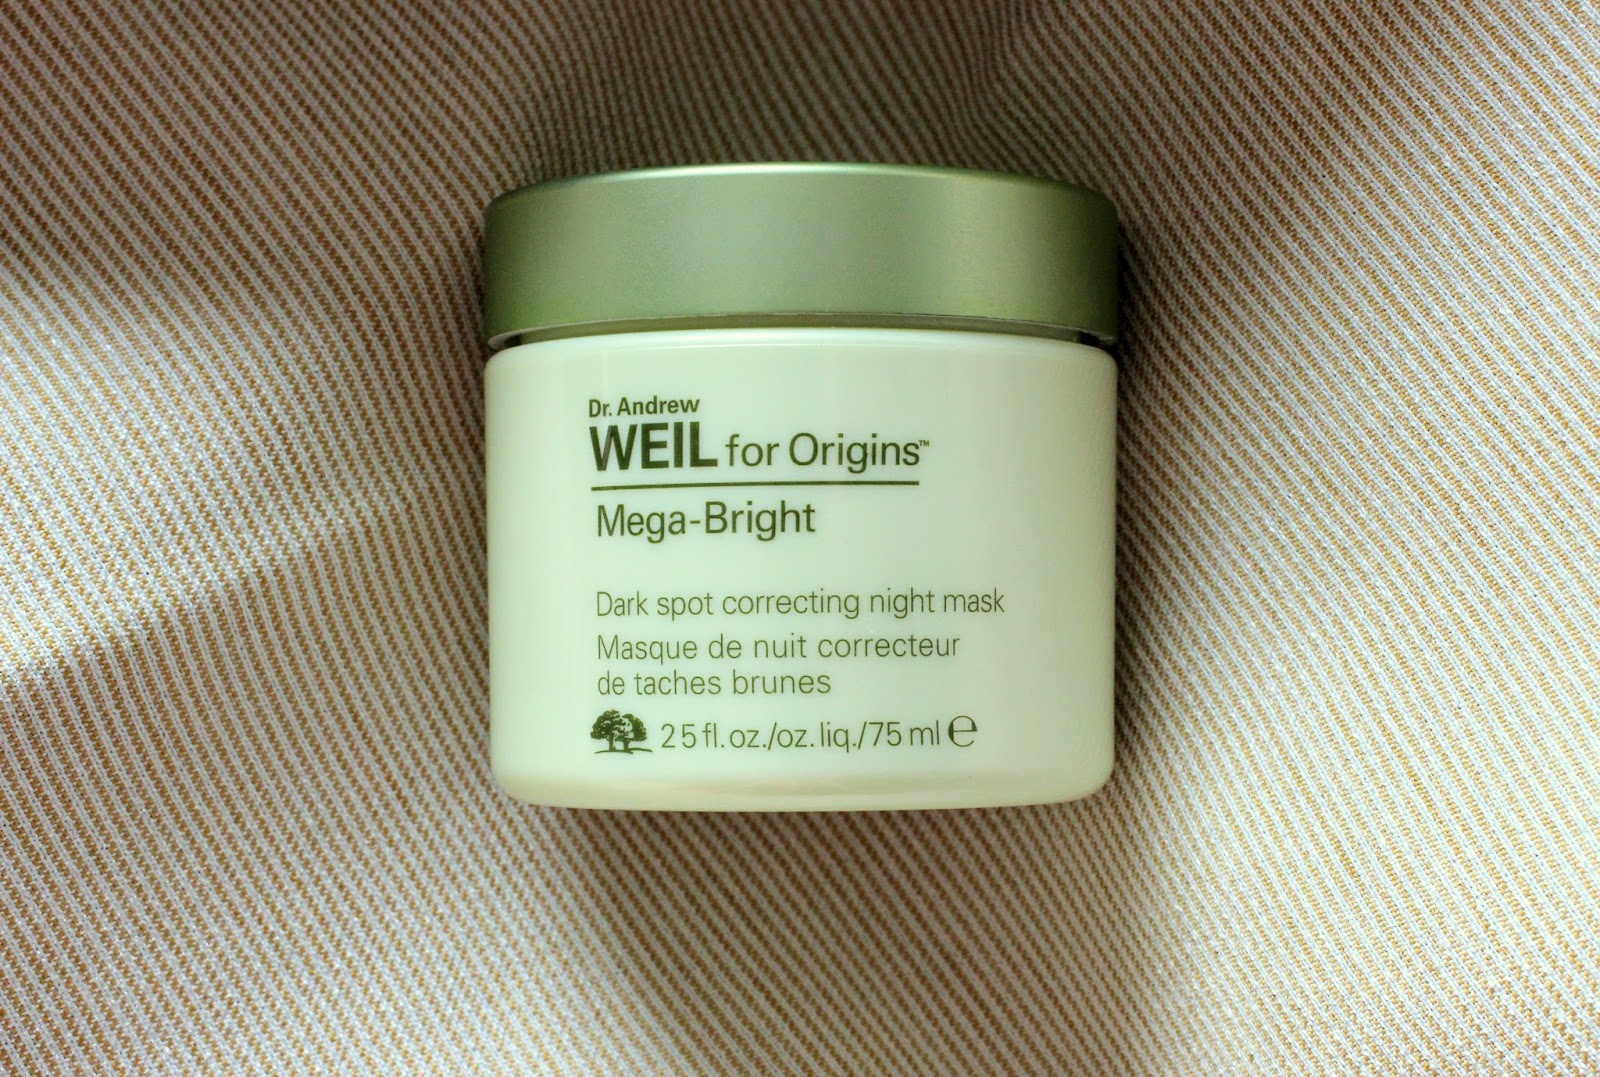 Dr. Andrew
WEIL for Origins™
Mega-Bright
Dark spot correcting night mask
Masque de nuit correcteur
de taches brunes
2 5 fl. oz./oz. liq./75 ml ℮